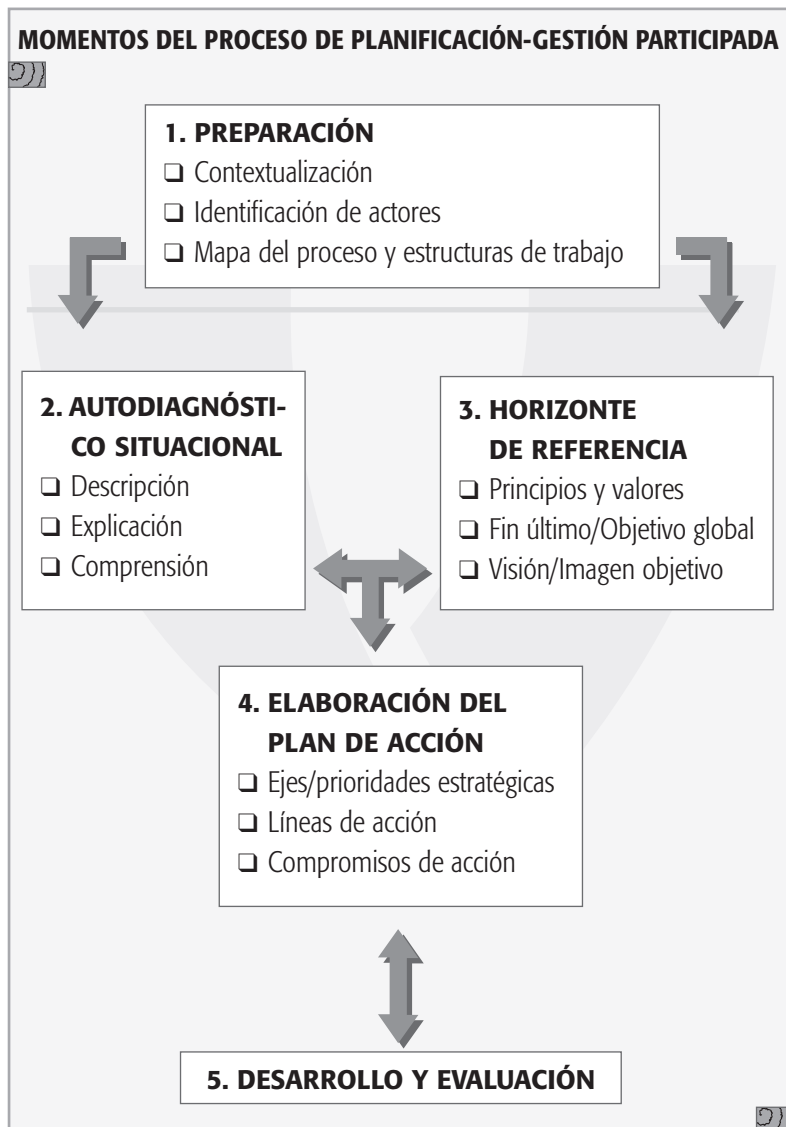 MOMENTOS DEL PROCESO DE PLANIFICACIÓN-GESTIÓN PARTICIPADA
1. PREPARACIÓN
❑ Contextualización
❑ Identificación de actores
❑ Mapa del proceso y estructuras de trabajo
2. AUTODIAGNÓSTI-
CO SITUACIONAL
❑ Descripción
❑ Explicación
❑ Comprensión
3. HORIZONTE
DE REFERENCIA
❑ Principios y valores
❑ Fin último/Objetivo global
❑ Visión/Imagen objetivo
4. ELABORACIÓN DEL
PLAN DE ACCIÓN
❑ Ejes/prioridades estratégicas
❑ Líneas de acción
❑ Compromisos de acción
5. DESARROLLO Y EVALUACIÓN